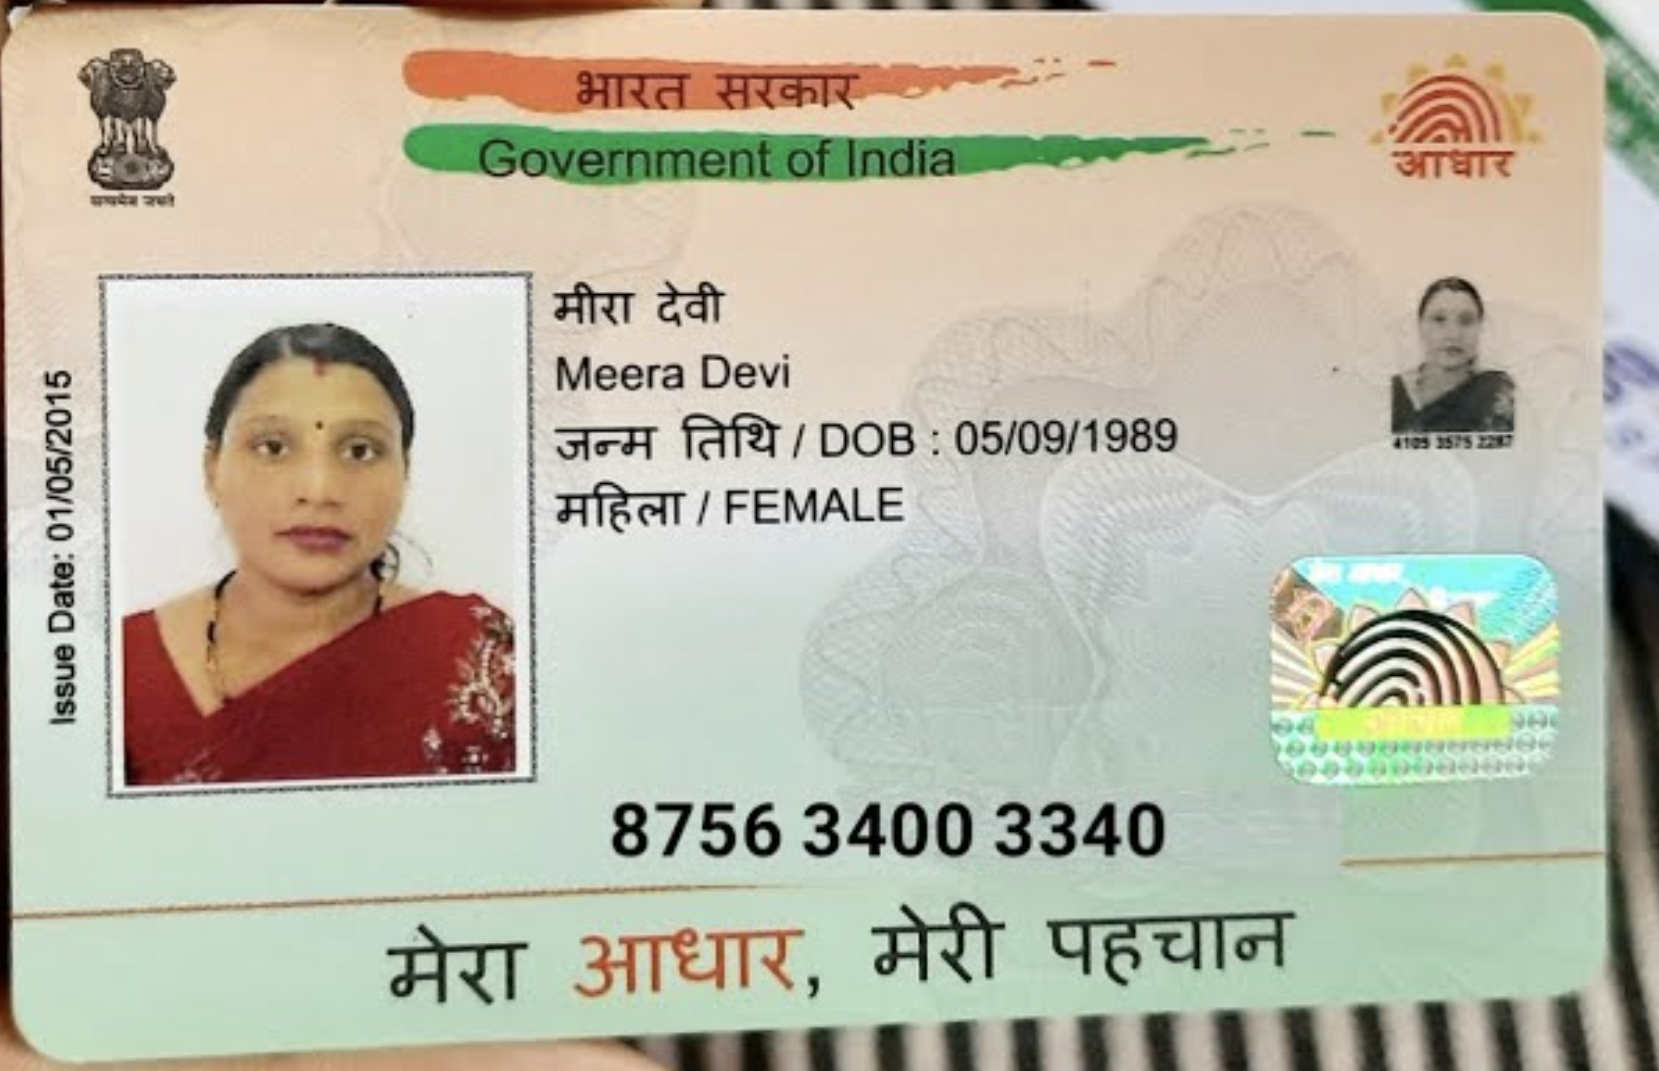 भारत सरकार
Government of India
आधार
सत्यमेव जयते
मीरा देवी
Meera Devi
जन्म तिथि / DOB : 05/09/1989
महिला / FEMALE
4105 3575 2287
Issue Date: 01/05/2015
8756 3400 3340
मेरा आधार, मेरी पहचान